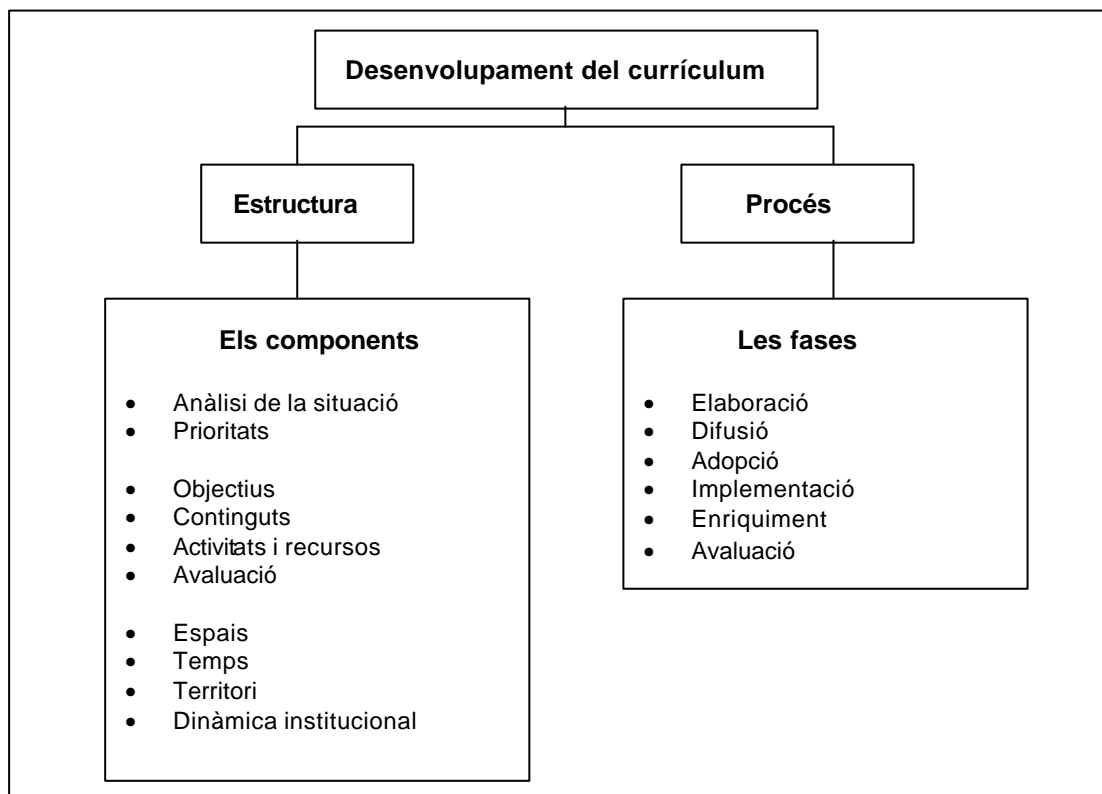 Desenvolupament del currículum
Estructura
Procés
Els components
• Anàlisi de la situació
• Prioritats
• Objectius
• Continguts
• Activitats i recursos
• Avaluació
• Espais
• Temps
• Territori
• Dinàmica institucional
Les fases
• Elaboració
• Difusió
• Adopció
• Implementació
• Enriquiment
• Avaluació